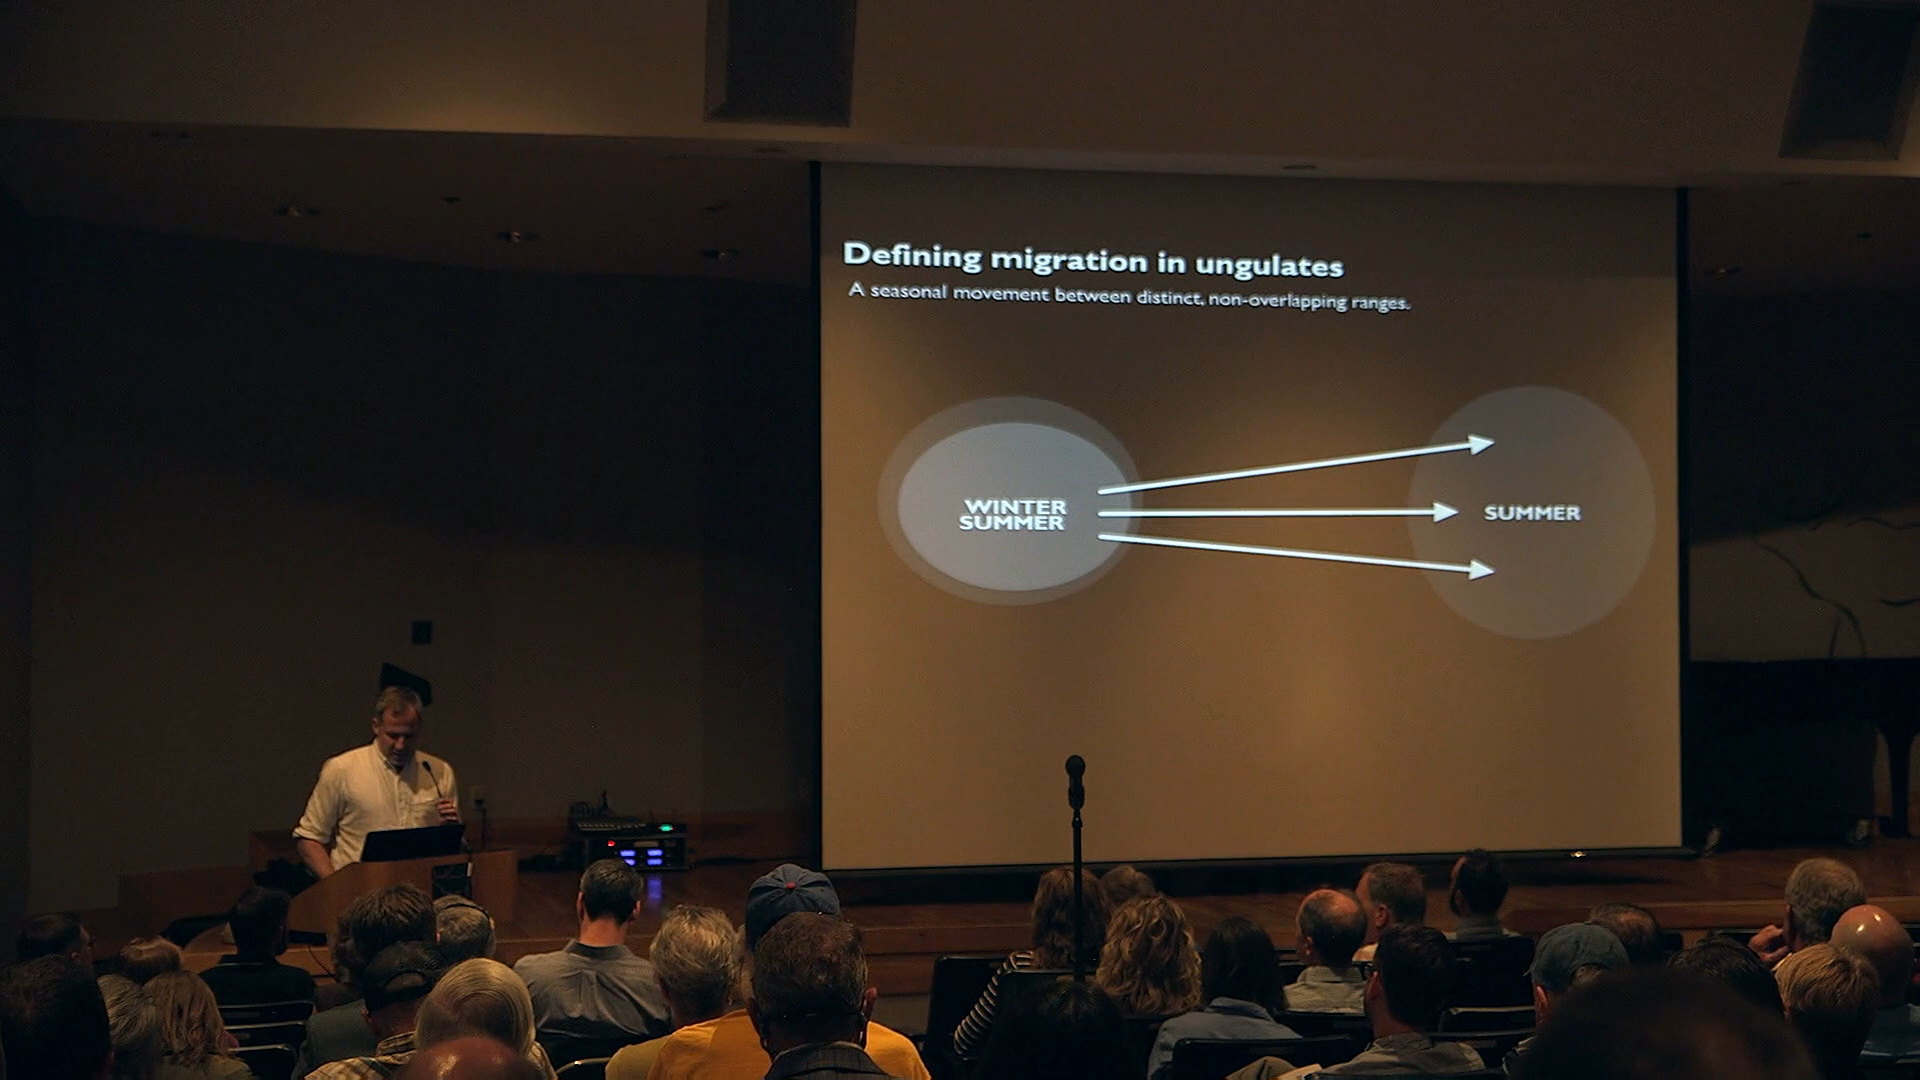 Defining migration in ungulates
A seasonal movement between distinct, non-overlapping ranges.
WINTER
SUMMER
SUMMER